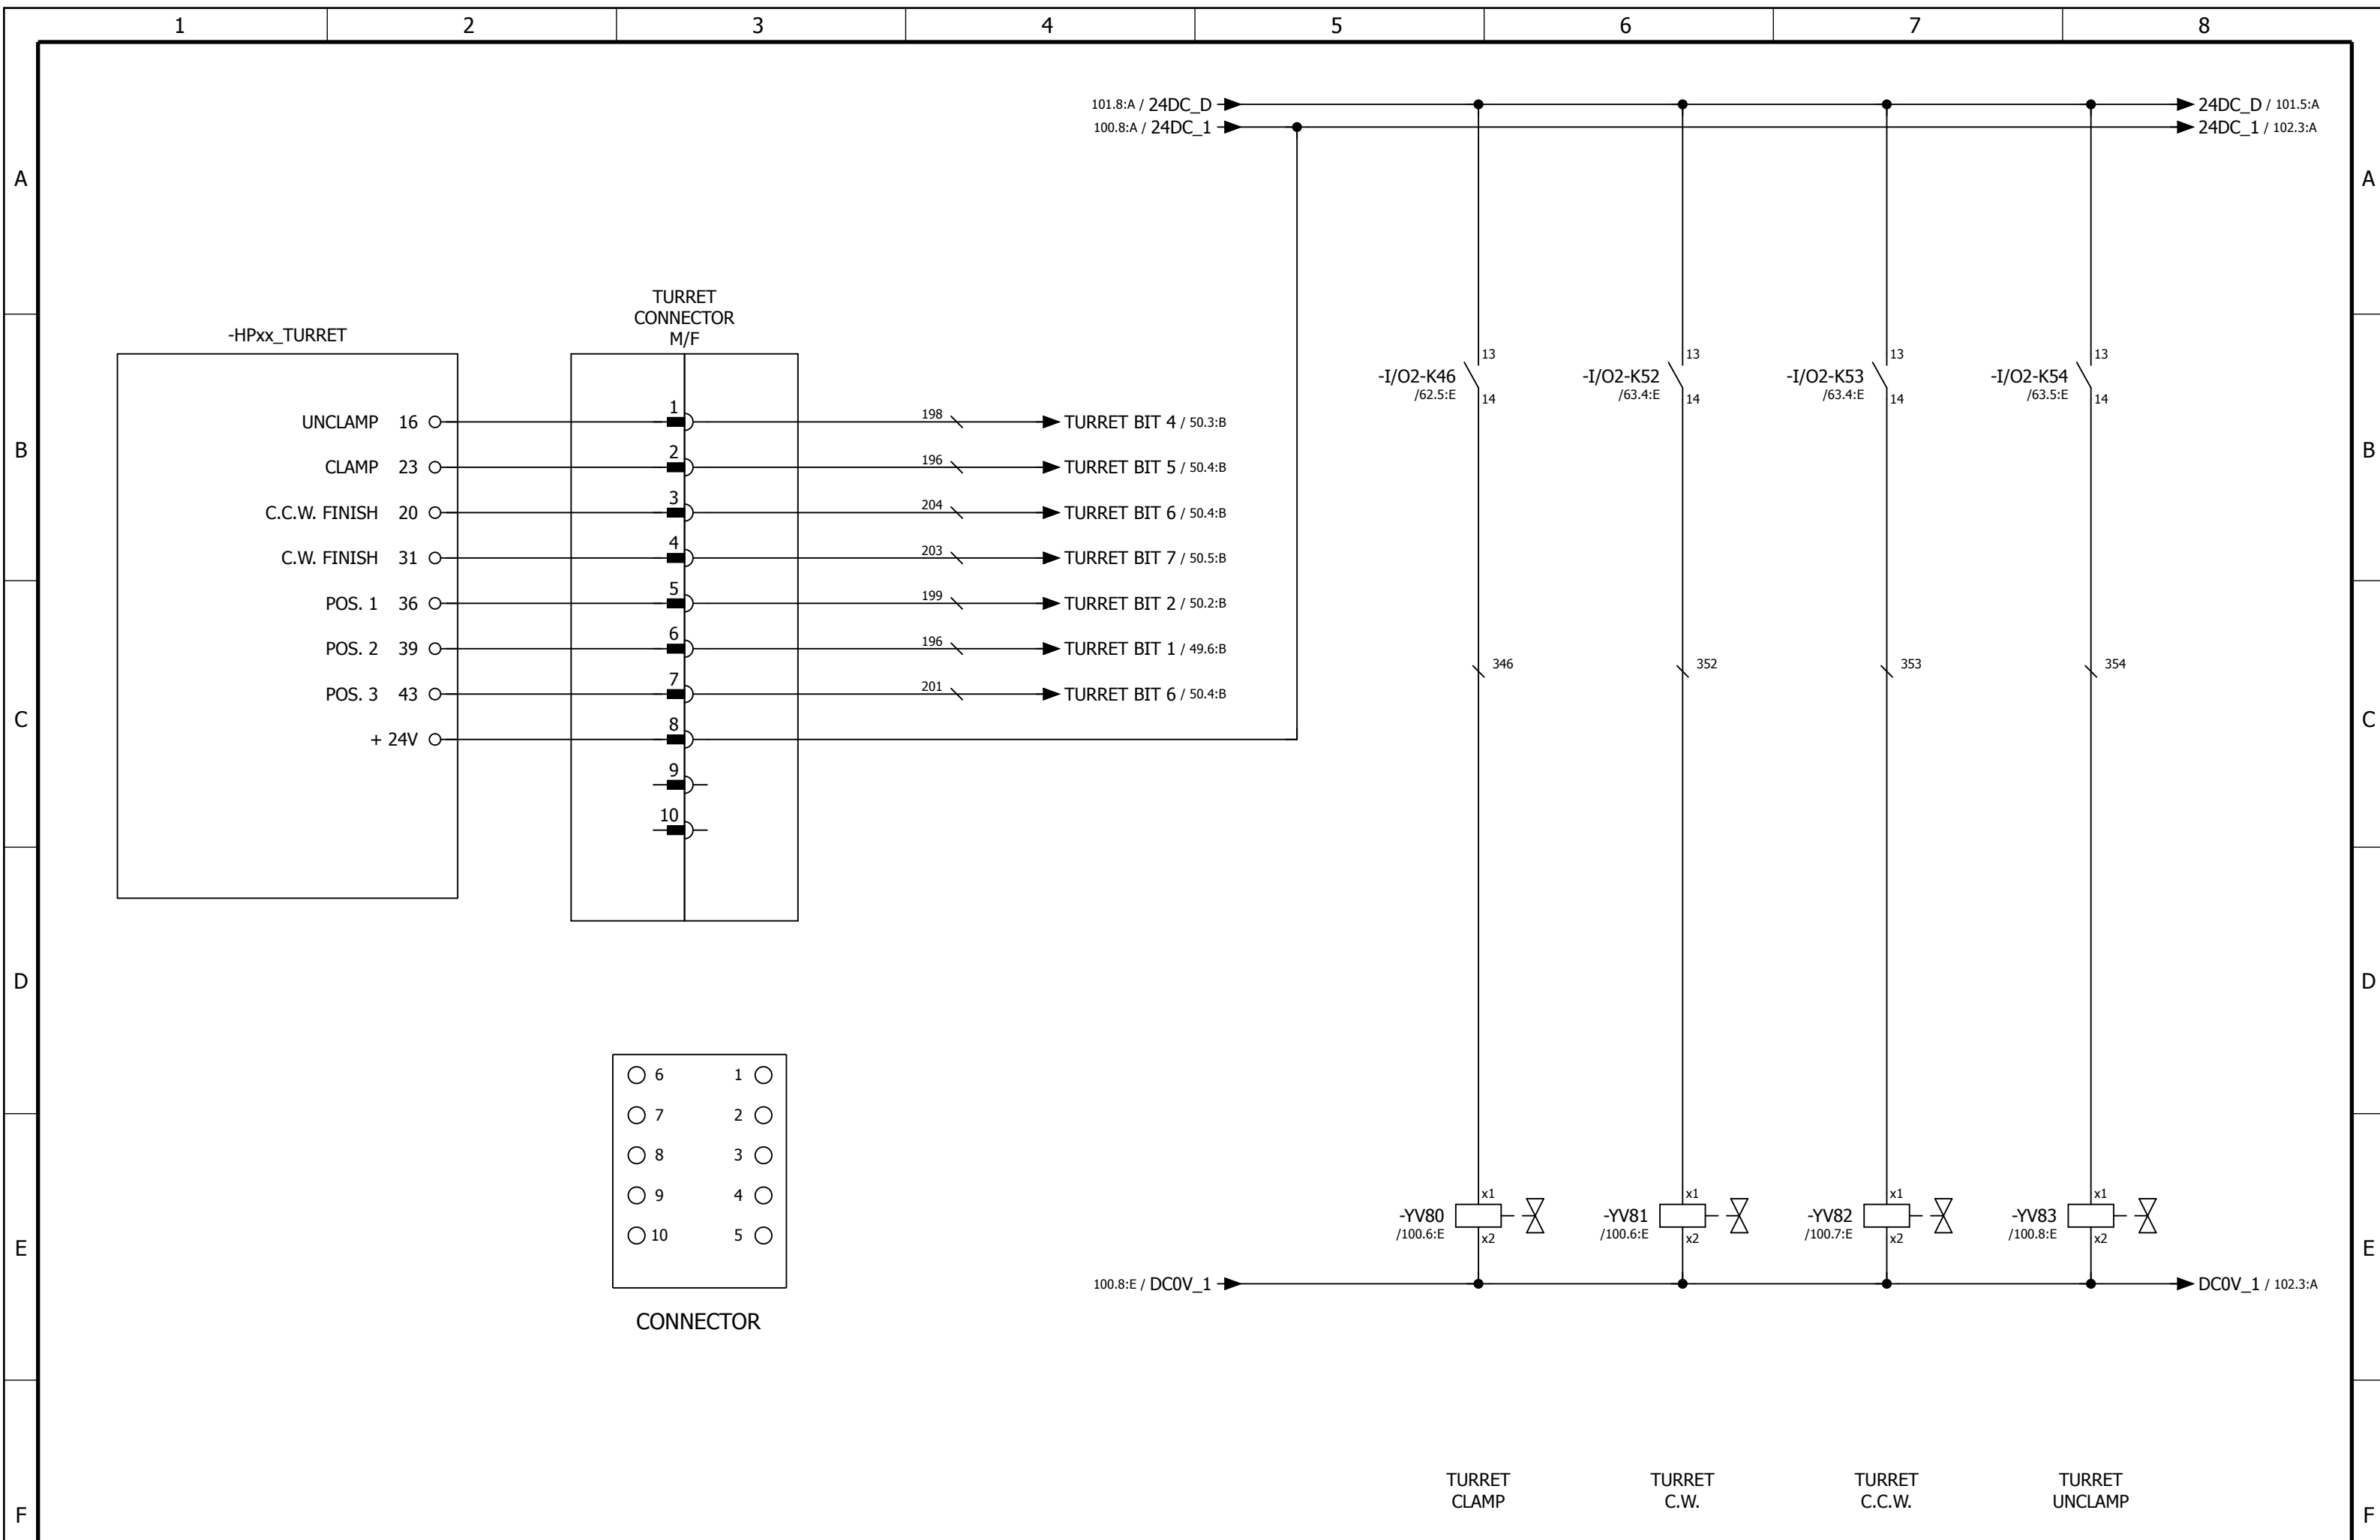 1 2 3 4 5 6 7 8
101.8:A / 24DC_D
24DC_D / 101.5:A
100.8:A / 24DC_1
24DC_1 / 102.3:A
A A
TURRET
CONNECTOR
M/F
-HPxx_TURRET
UNCLAMP 16 1 198 TURRET BIT 4 / 50.3:B
CLAMP 23 2 196 TURRET BIT 5 / 50.4:B
C.C.W. FINISH 20 3 204 TURRET BIT 6 / 50.4:B
C.W. FINISH 31 4 203 TURRET BIT 7 / 50.5:B
POS. 1 36 5 199 TURRET BIT 2 / 50.2:B
POS. 2 39 6 196 TURRET BIT 1 / 49.6:B
POS. 3 43 7 201 TURRET BIT 6 / 50.4:B
+ 24V 8
9
10
13 13 13 13
-I/O2-K46 -I/O2-K52 -I/O2-K53 -I/O2-K54
/62.5:E /63.4:E /63.4:E /63.5:E
14 14 14 14
B B
346 352 353 354
C C
D D
6 1
7 2
8 3
9 4
10 5
CONNECTOR
x1 x1 x1 x1
-YV80 -YV81 -YV82 -YV83
/100.6:E /100.6:E /100.7:E /100.8:E
x2 x2 x2 x2
E E
100.8:E / DC0V_1
DC0V_1 / 102.3:A
TURRET
CLAMP
TURRET
C.W.
TURRET
C.C.W.
TURRET
UNCLAMP
F F